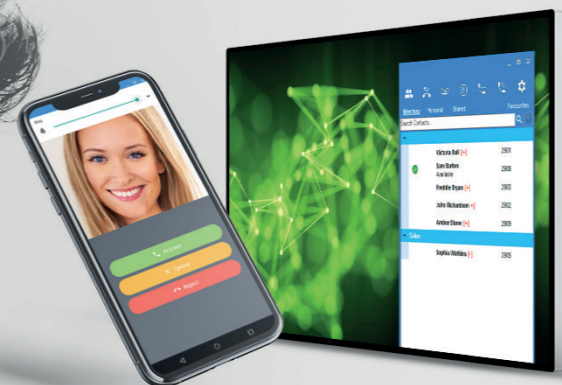 Answer
Ignore
Reject
Directory Personal Shared Favourites
Search Contacts...
Victoria Ball [+] 2901
Sam Barton 2908
Available
Freddie Bryan [+] 2903
John Richardson [+] 2902
Amber Stone [+] 2909
Sales
Sophia Watkins [+] 2905